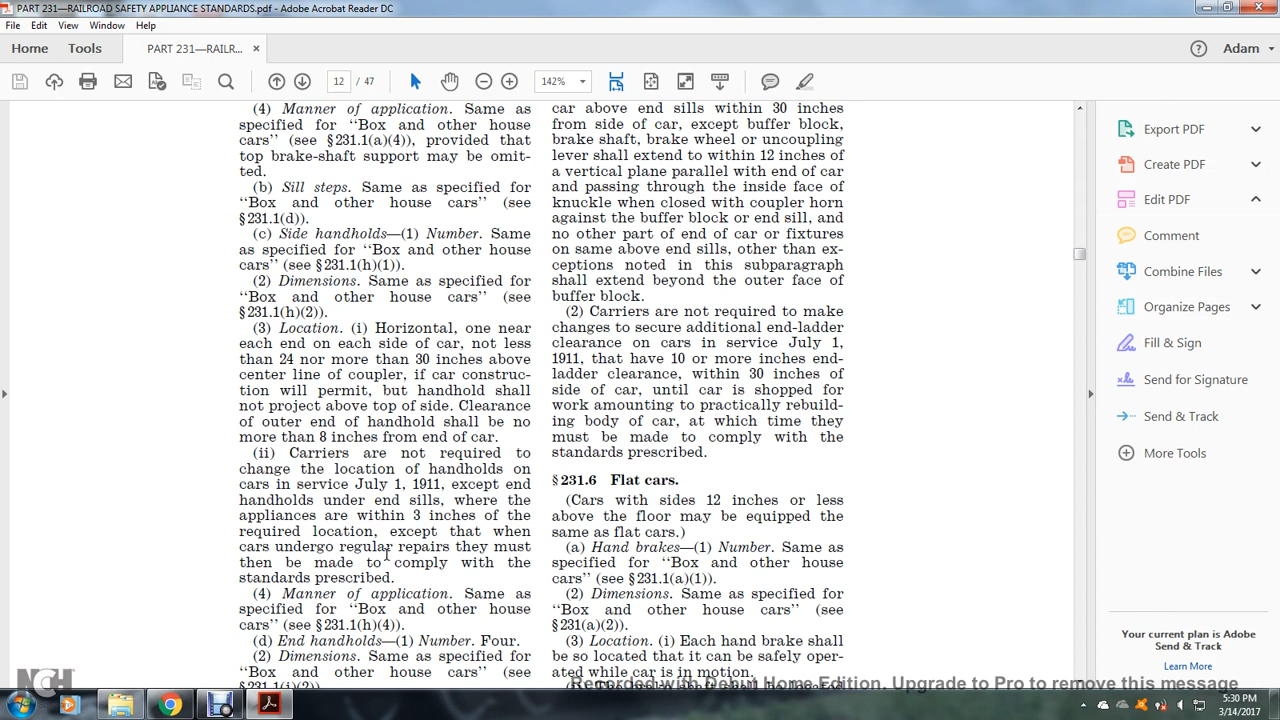 PART 231—RAILROAD SAFETY APPLIANCE STANDARDS.pdf - Adobe Acrobat Reader DC
File Edit View Window Help
Home Tools PART 231—RAILR... × Adam
12 / 47 142%
(4) Manner of application. Same as
specified for ‘‘Box and other house
cars’’ (see §231.1(a)(4)), provided that
top brake-shaft support may be omit-
ted.
(b) Sill steps. Same as specified for
‘‘Box and other house cars’’ (see
§231.1(d)).
(c) Side handholds—(1) Number. Same
as specified for ‘‘Box and other house
cars’’ (see §231.1(h)(1)).
(2) Dimensions. Same as specified for
‘‘Box and other house cars’’ (see
§231.1(h)(2)).
(3) Location. (i) Horizontal, one near
each end on each side of car, not less
than 24 nor more than 30 inches above
center line of coupler, if car construc-
tion will permit, but handhold shall
not project above top of side. Clearance
of outer end of handhold shall be no
more than 8 inches from end of car.
(ii) Carriers are not required to
change the location of handholds on
cars in service July 1, 1911, except end
handholds under end sills, where the
appliances are within 3 inches of the
required location, except that when
cars undergo regular repairs they must
then be made to comply with the
standards prescribed.
(4) Manner of application. Same as
specified for ‘‘Box and other house
cars’’ (see §231.1(h)(4)).
(d) End handholds—(1) Number. Four.
(2) Dimensions. Same as specified for
‘‘Box and other house cars’’ (see
§231.1(i)(2)).
car above end sills within 30 inches
from side of car, except buffer block,
brake shaft, brake wheel or uncoupling
lever shall extend to within 12 inches of
a vertical plane parallel with end of car
and passing through the inside face of
knuckle when closed with coupler horn
against the buffer block or end sill, and
no other part of end of car or fixtures
on same above end sills, other than ex-
ceptions noted in this subparagraph
shall extend beyond the outer face of
buffer block.
(2) Carriers are not required to make
changes to secure additional end-ladder
clearance on cars in service July 1,
1911, that have 10 or more inches end-
ladder clearance, within 30 inches of
side of car, until car is shopped for
work amounting to practically rebuild-
ing body of car, at which time they
must be made to comply with the
standards prescribed.
§ 231.6 Flat cars.
(Cars with sides 12 inches or less
above the floor may be equipped the
same as flat cars.)
(a) Hand brakes—(1) Number. Same as
specified for ‘‘Box and other house
cars’’ (see §231.1(a)(1)).
(2) Dimensions. Same as specified for
‘‘Box and other house cars’’ (see
§231(a)(2)).
(3) Location. (i) Each hand brake shall
be so located that it can be safely oper-
ated while car is in motion.
Export PDF
Create PDF
Edit PDF
Comment
Combine Files
Organize Pages
Fill & Sign
Send for Signature
Send & Track
More Tools
Your current plan is Adobe
Send & Track
Learn More
NCH
Recorded with Debut Home Edition. Upgrade to Pro to remove this message
5:30 PM
3/14/2017